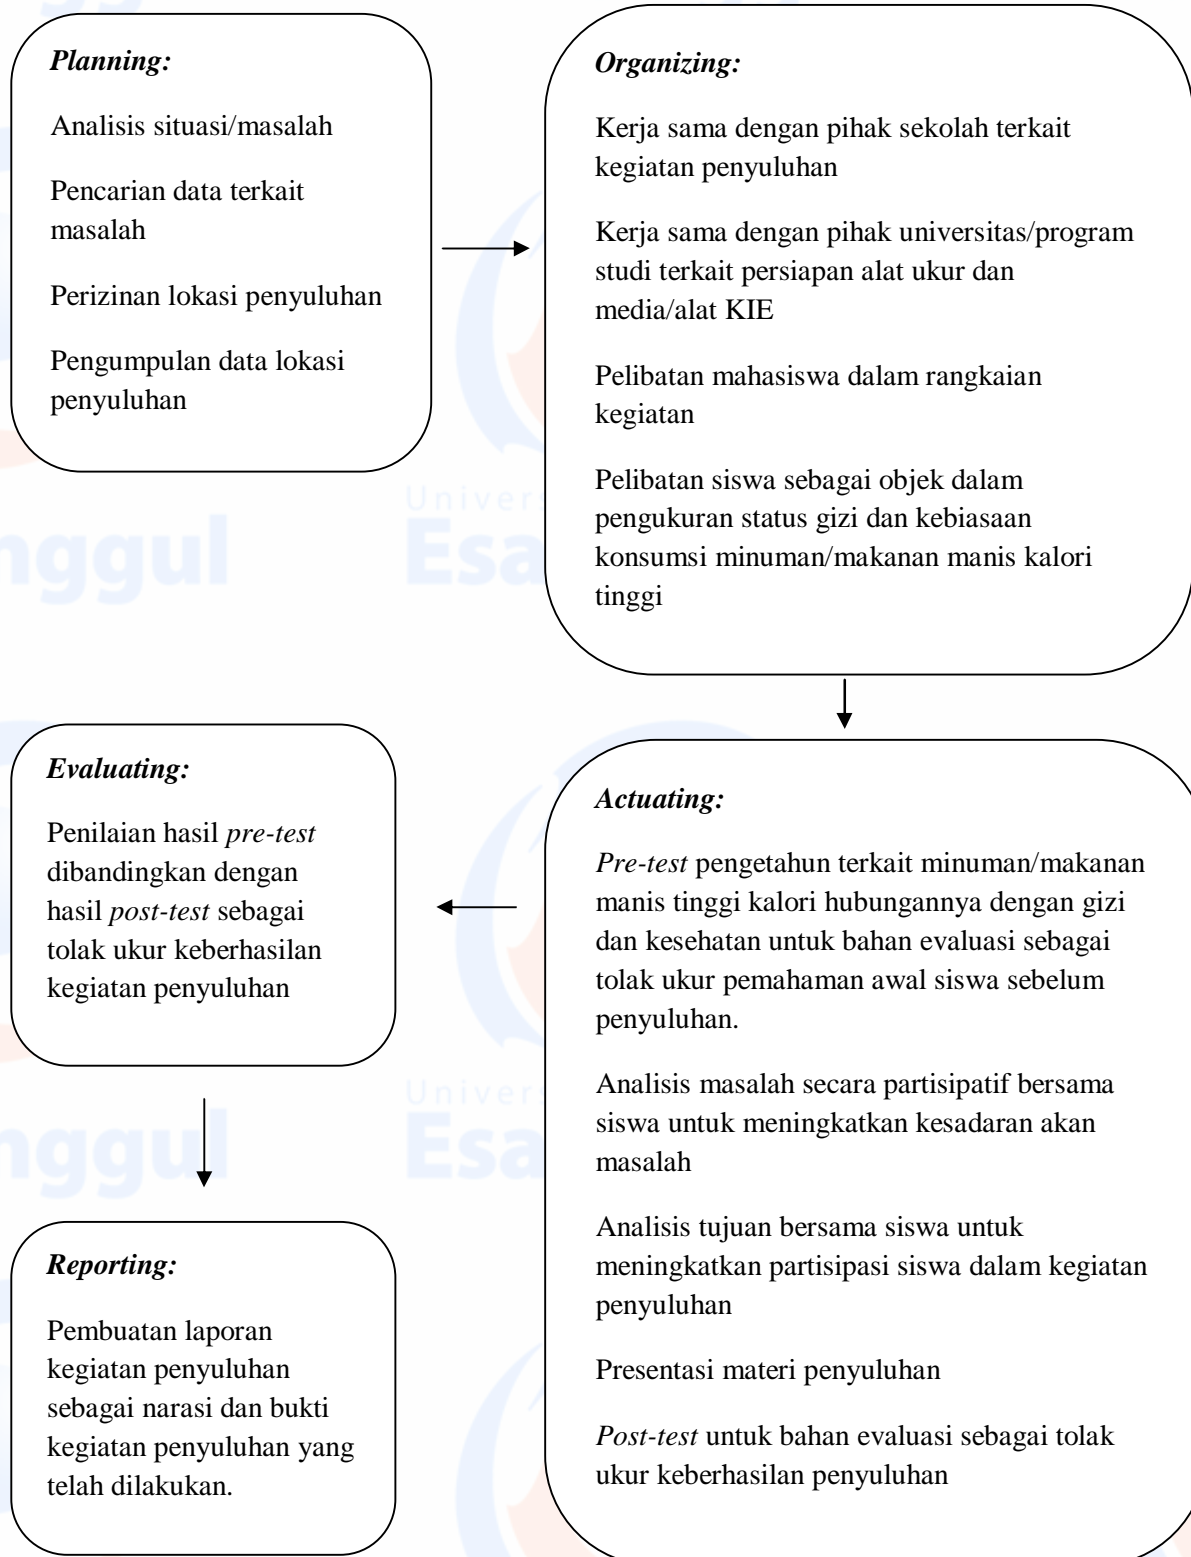 Planning:
Analisis situasi/masalah
Pencarian data terkait
masalah
Perizinan lokasi penyuluhan
Pengumpulan data lokasi
penyuluhan
Organizing:
Kerja sama dengan pihak sekolah terkait
kegiatan penyuluhan
Kerja sama dengan pihak universitas/program
studi terkait persiapan alat ukur dan
media/alat KIE
Pelibatan mahasiswa dalam rangkaian
kegiatan
Pelibatan siswa sebagai objek dalam
pengukuran status gizi dan kebiasaan
konsumsi minuman/makanan manis kalori
tinggi
Actuating:
Pre-test pengetahun terkait minuman/makanan
manis tinggi kalori hubungannya dengan gizi
dan kesehatan untuk bahan evaluasi sebagai
tolak ukur pemahaman awal siswa sebelum
penyuluhan.
Analisis masalah secara partisipatif bersama
siswa untuk meningkatkan kesadaran akan
masalah
Analisis tujuan bersama siswa untuk
meningkatkan partisipasi siswa dalam kegiatan
penyuluhan
Presentasi materi penyuluhan
Post-test untuk bahan evaluasi sebagai tolak
ukur keberhasilan penyuluhan
Evaluating:
Penilaian hasil pre-test
dibandingkan dengan
hasil post-test sebagai
tolak ukur keberhasilan
kegiatan penyuluhan
Reporting:
Pembuatan laporan
kegiatan penyuluhan
sebagai narasi dan bukti
kegiatan penyuluhan yang
telah dilakukan.
nggul
Univers
Esa
nggul
Univers
Esa